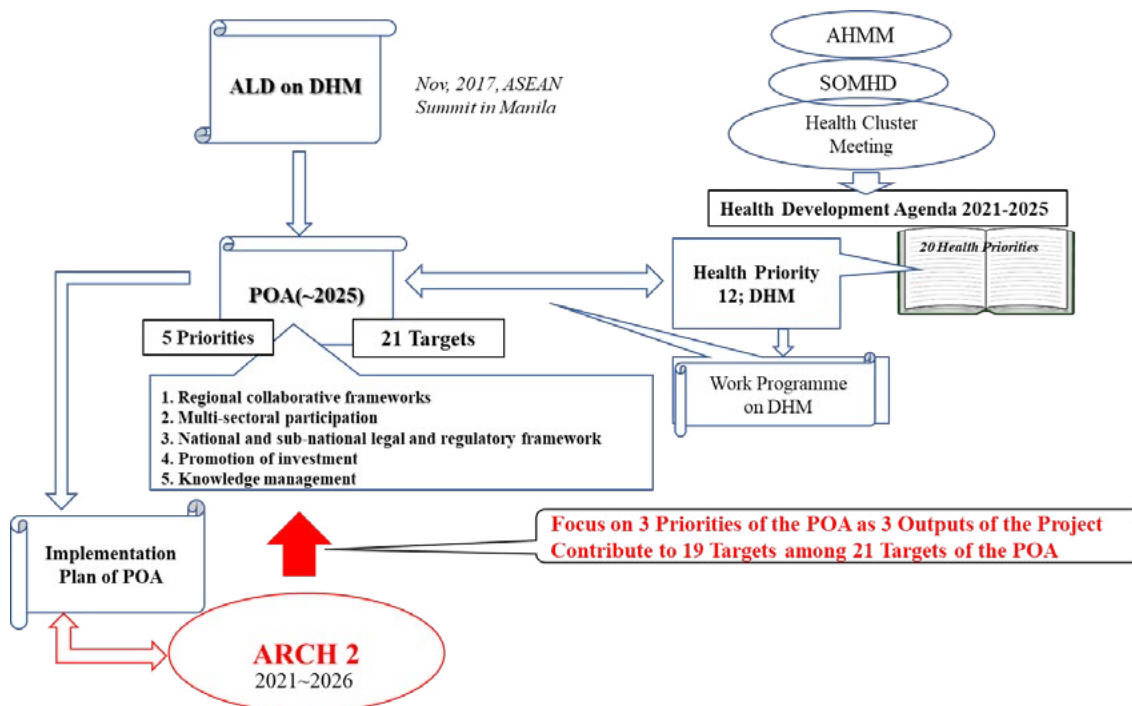 ALD on DHM
Nov, 2017, ASEAN
Summit in Manila
AHMM
SOMHD
Health Cluster
Meeting
Health Development Agenda 2021-2025
20 Health Priorities
Health Priority
12; DHM
POA(~2025)
5 Priorities
21 Targets
Work Programme
on DHM
1. Regional collaborative frameworks
2. Multi-sectoral participation
3. National and sub-national legal and regulatory framework
4. Promotion of investment
5. Knowledge management
Implementation
Plan of POA
Focus on 3 Priorities of the POA as 3 Outputs of the Project
Contribute to 19 Targets among 21 Targets of the POA
ARCH 2
2021~2026